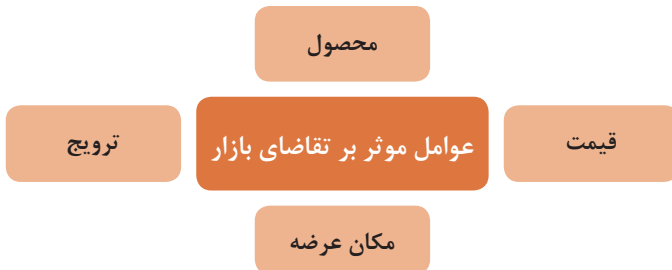 محصول
قیمت
عوامل موثر بر تقاضای بازار
ترویج
مکان عرضه